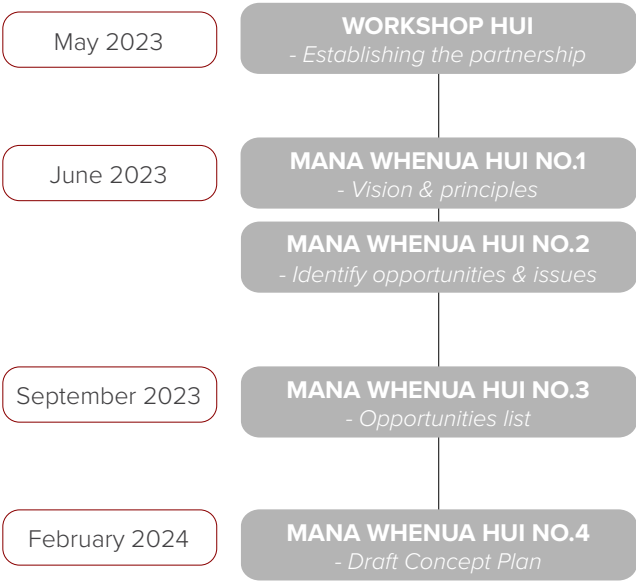 May 2023
WORKSHOP HUI
- Establishing the partnership
June 2023
MANA WHENUA HUI NO.1
- Vision & principles
MANA WHENUA HUI NO.2
- Identify opportunities & issues
September 2023
MANA WHENUA HUI NO.3
- Opportunities list
February 2024
MANA WHENUA HUI NO.4
- Draft Concept Plan